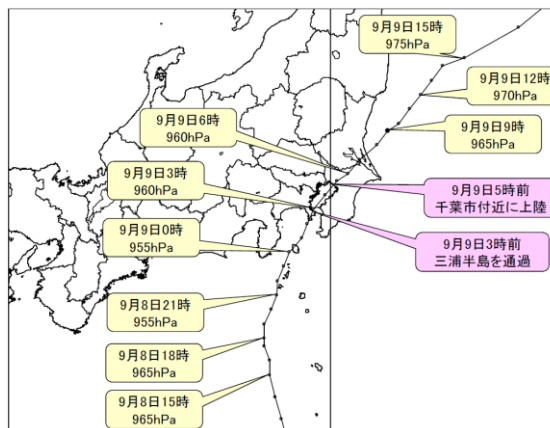 9月9日15時
975hPa
9月9日12時
970hPa
9月9日6時
960hPa
9月9日9時
965hPa
9月9日3時
960hPa
9月9日5時前
千葉市付近に上陸
9月9日0時
955hPa
9月9日3時前
三浦半島を通過
9月8日21時
955hPa
9月8日18時
965hPa
9月8日15時
965hPa